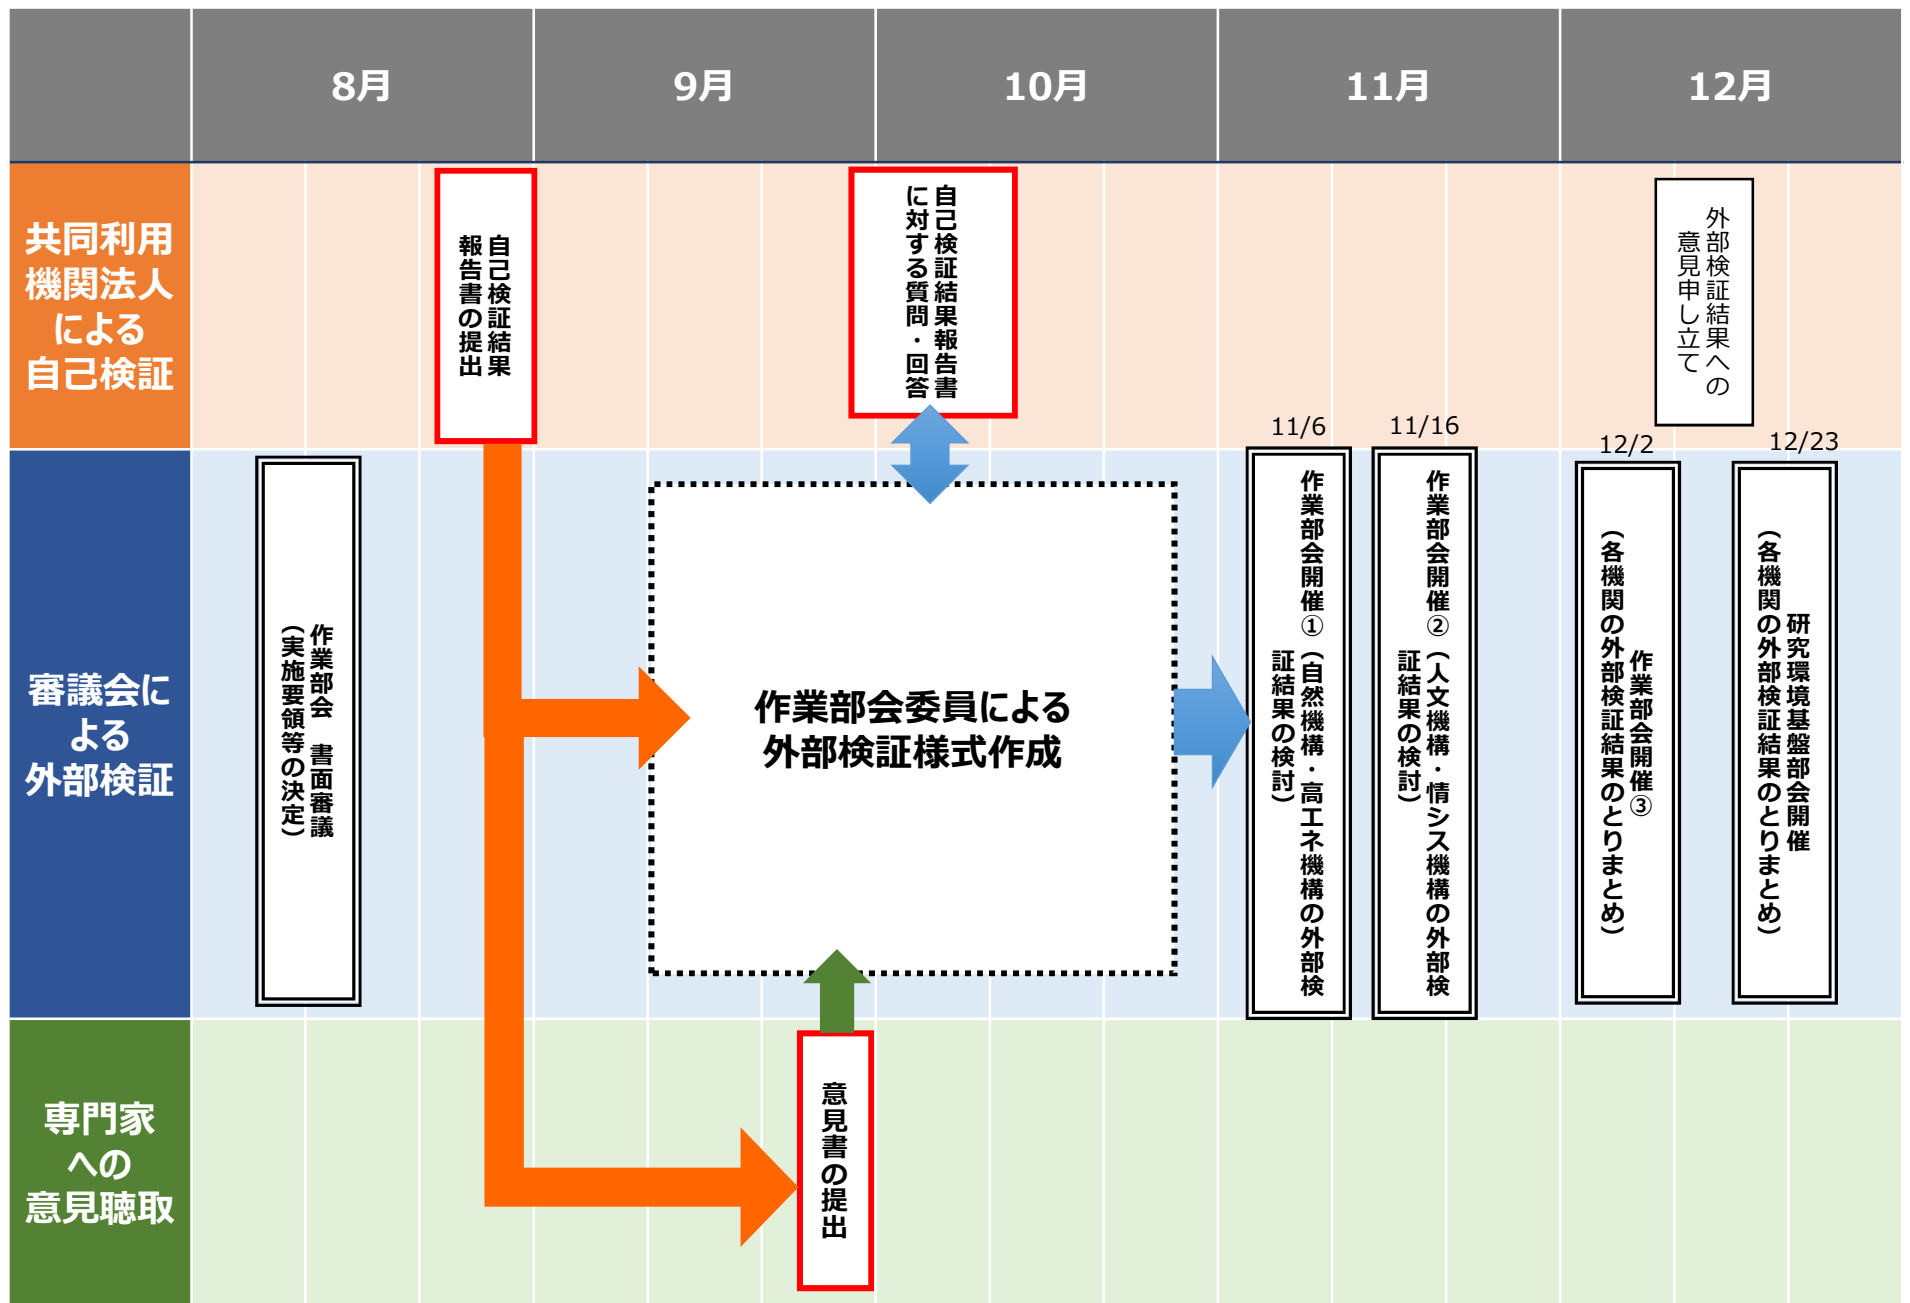 8月
9月
10月
11月
12月
共同利用
機関法人
による
自己検証
自己検証結果
報告書の提出
自己検証結果報告書
に対する質問・回答
外部検証結果への
意見申し立て
審議会に
よる
外部検証
作業部会　書面審議
（実施要領等の決定）
作業部会委員による
外部検証様式作成
11/6
作業部会開催①（自然機構・高エネ機構の外部検
証結果の検討）
11/16
作業部会開催②（人文機構・情シス機構の外部検
証結果の検討）
12/2
作業部会開催③
（各機関の外部検証結果のとりまとめ）
12/23
研究環境基盤部会開催
（各機関の外部検証結果のとりまとめ）
専門家
への
意見聴取
意見書の提出